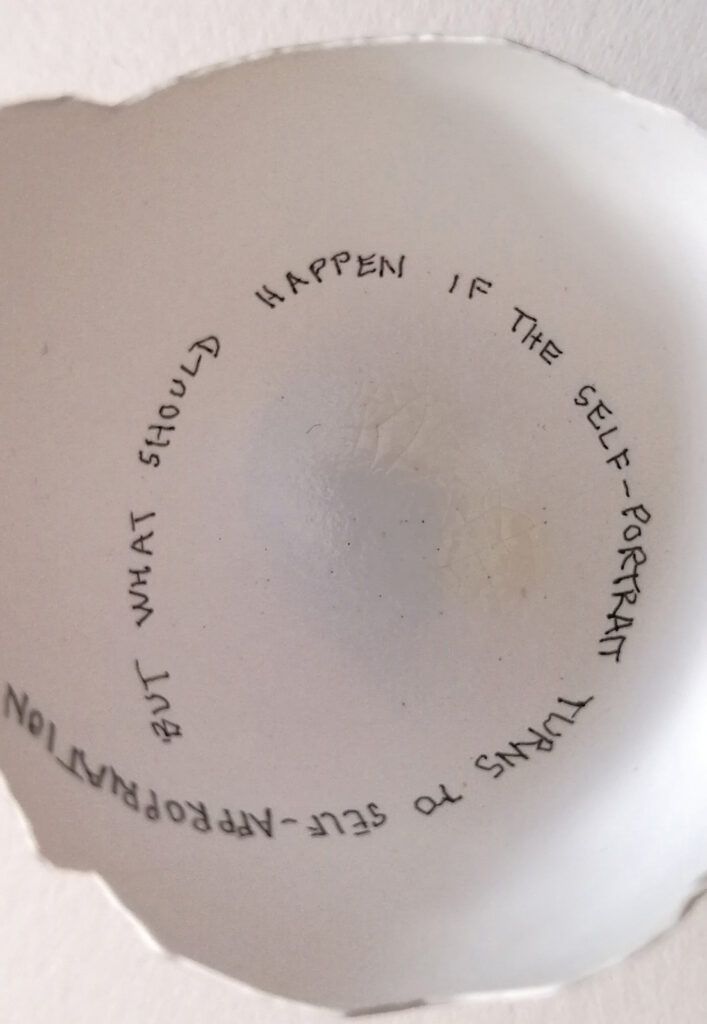 BUT WHAT SHOULD HAPPEN IF THE SELF-PORTRAIT TURNS TO SELF-APPROPRIATION